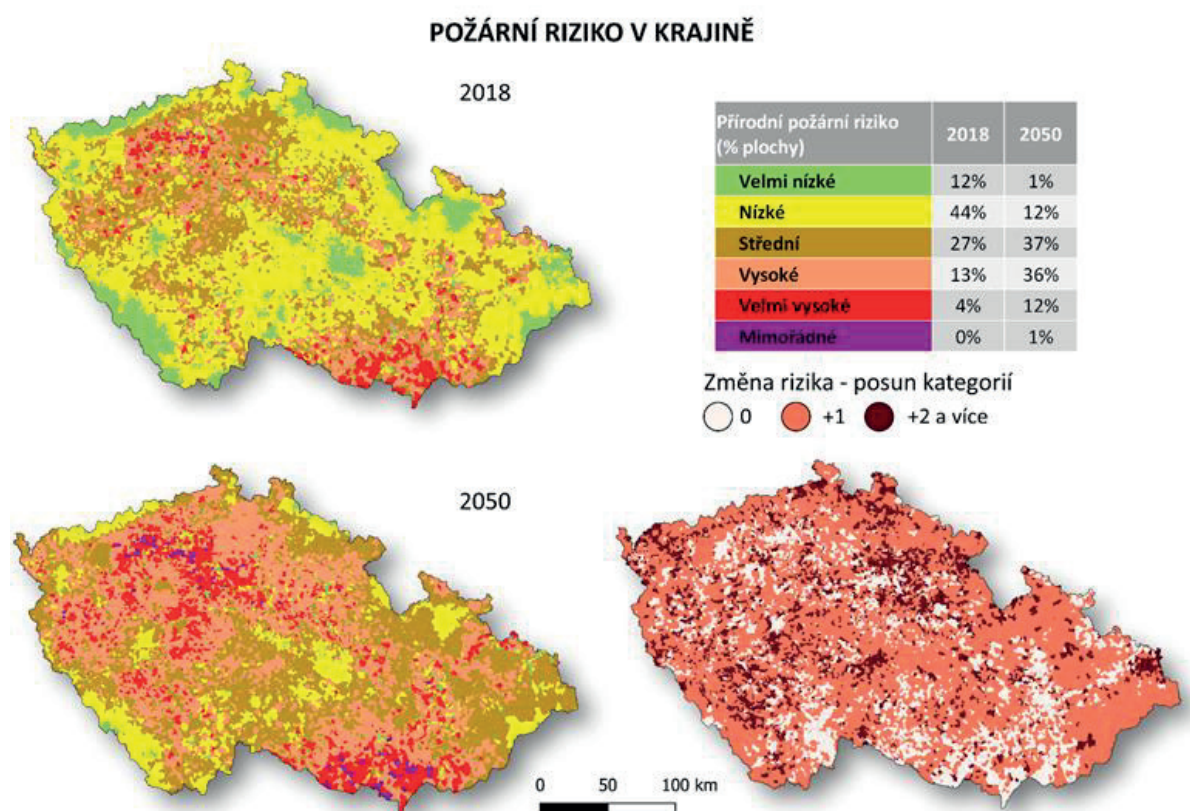 POŽÁRNÍ RIZIKO V KRAJINĚ
2018
Přírodní požární riziko
(% plochy) 2018 2050
Velmi nízké 12% 1%
Nízké 44% 12%
Střední 27% 37%
Vysoké 13% 36%
Velmi vysoké 4% 12%
Mimořádné 0% 1%
Změna rizika - posun kategorií
0 +1 +2 a více
2050
0 50 100 km